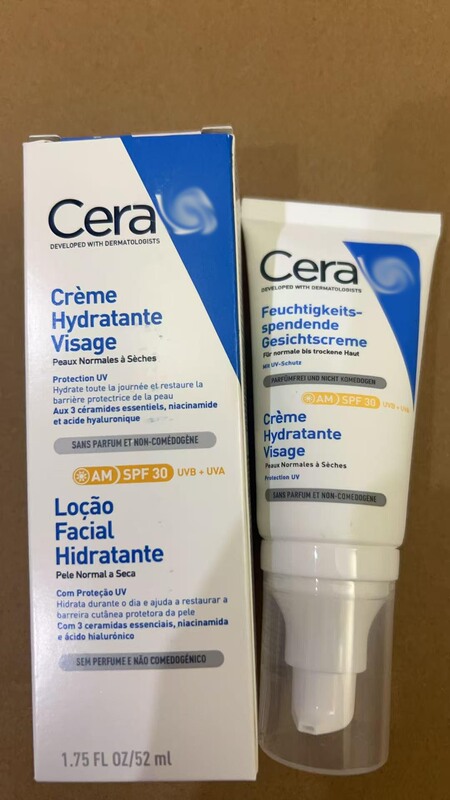 Cera
DEVELOPED WITH DERMATOLOGISTS
Crème
Hydratante
Visage
Peaux Normales à Sèches
Protection UV
Hydrate toute la journée et restaure la
barrière protectrice de la peau
Aux 3 céramides essentiels, niacinamide
et acide hyaluronique
SANS PARFUM ET NON-COMÉDOGÈNE
AM SPF 30 UVB + UVA
Loção
Facial
Hidratante
Pele Normal a Seca
Com Proteção UV
Hidrata durante o dia e ajuda a restaurar a
barreira cutânea protetora da pele
Com 3 ceramidas essenciais, niacinamida
e ácido hialurónico
SEM PERFUME E NÃO COMEDOGÉNICO
1.75 FL OZ/52 ml
Cera
DEVELOPED WITH DERMATOLOGISTS
Feuchtigkeits-
spendende
Gesichtscreme
Für normale bis trockene Haut
Mit UV-Schutz
PARFÜMFREI UND NICHT KOMEDOGEN
AM SPF 30 UVB + UVA
Crème
Hydratante
Visage
Peaux Normales à Sèches
Protection UV
SANS PARFUM ET NON-COMÉDOGÈNE